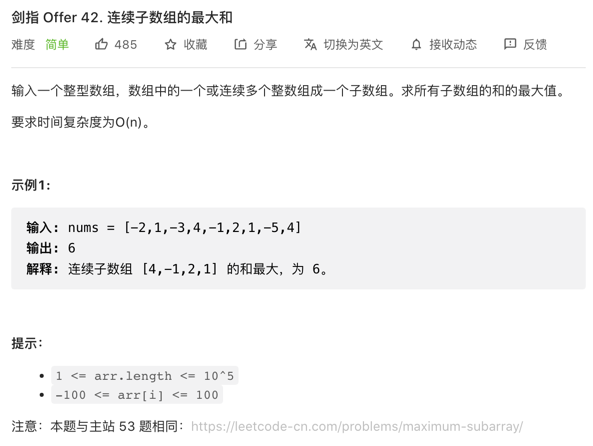 剑指 Offer 42. 连续子数组的最大和
难度 简单 485 收藏 分享 切换为英文 接收动态 反馈
输入一个整型数组，数组中的一个或连续多个整数组成一个子数组。求所有子数组的和的最大值。
要求时间复杂度为O(n)。
示例1:
输入: nums = [-2,1,-3,4,-1,2,1,-5,4]
输出: 6
解释: 连续子数组 [4,-1,2,1] 的和最大，为 6。
提示：
• 1 <= arr.length <= 10^5
• -100 <= arr[i] <= 100
注意：本题与主站 53 题相同：https://leetcode-cn.com/problems/maximum-subarray/